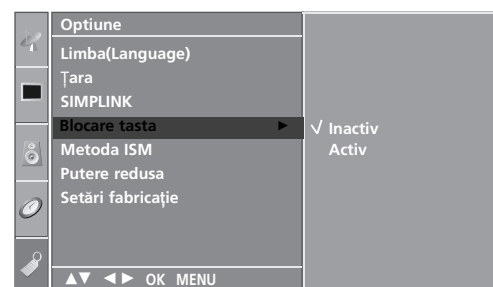 Optiune
Limba(Language)
Ţara
SIMPLINK
Blocare tasta ►
Metoda ISM
Putere redusa
Setări fabricaţie
√ Inactiv
Activ
▲▼ ◄► OK MENU